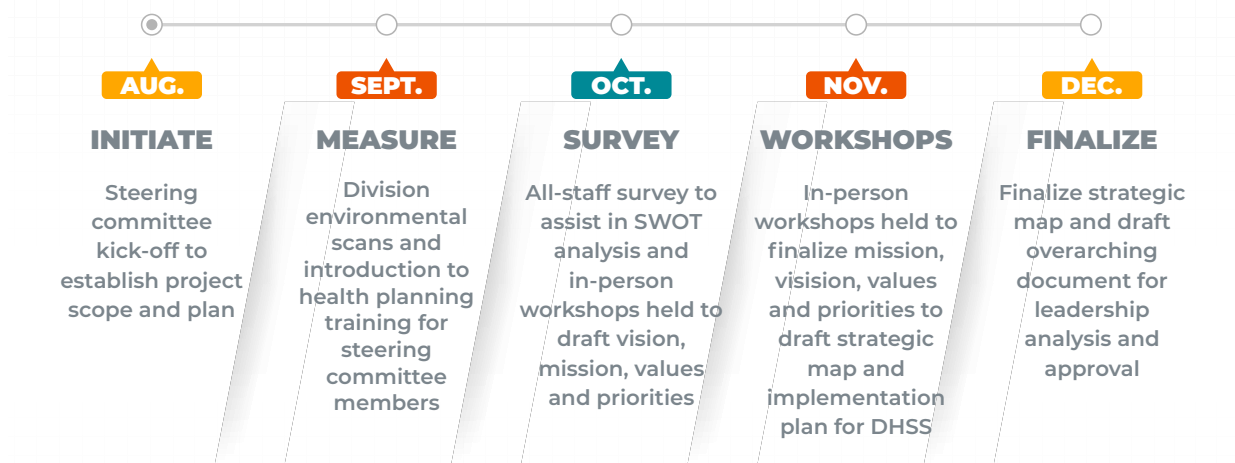 AUG.
INITIATE
Steering
committee
kick-off to
establish project
scope and plan
SEPT.
MEASURE
Division
environmental
scans and
introduction to
health planning
training for
steering
committee
members
OCT.
SURVEY
All-staff survey to
assist in SWOT
analysis and
in-person
workshops held to
draft vision,
mission, values
and priorities
NOV.
WORKSHOPS
In-person
workshops held to
finalize mission,
visision, values
and priorities to
draft strategic
map and
implementation
plan for DHSS
DEC.
FINALIZE
Finalize strategic
map and draft
overarching
document for
leadership
analysis and
approval